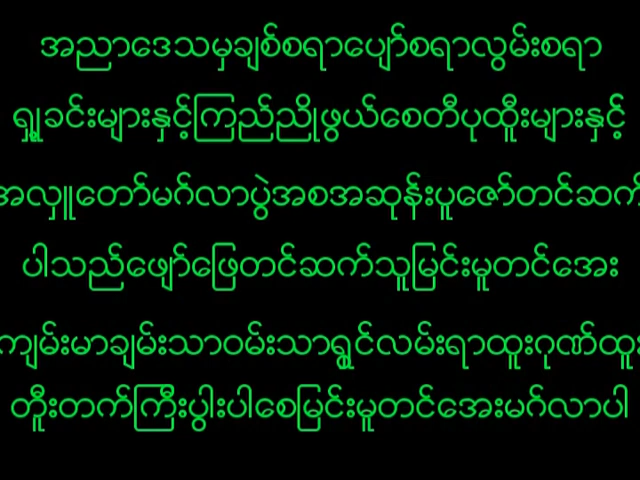 အညာဒေသမှချစ်စရာပျော်စရာလွမ်းစရာ
ရှုခင်းများနှင့်ကြည်ညိုဖွယ်စေတီပုထိူးများနှင့်
အလှူတော်မင်္ဂလာပွဲအစအဆုန်းပူဇော်တင်ဆက်
ပါသည်ဖျော်ဖြေတင်ဆက်သူမြင်းမူတင်အေး
ကျမ်းမာချမ်းသာဝမ်းသာရွှင်လမ်းရာထူးဂုဏ်ထူး
တိူးတက်ကြီးပွါးပါစေမြင်းမူတင်အေးမင်္ဂလာပါ